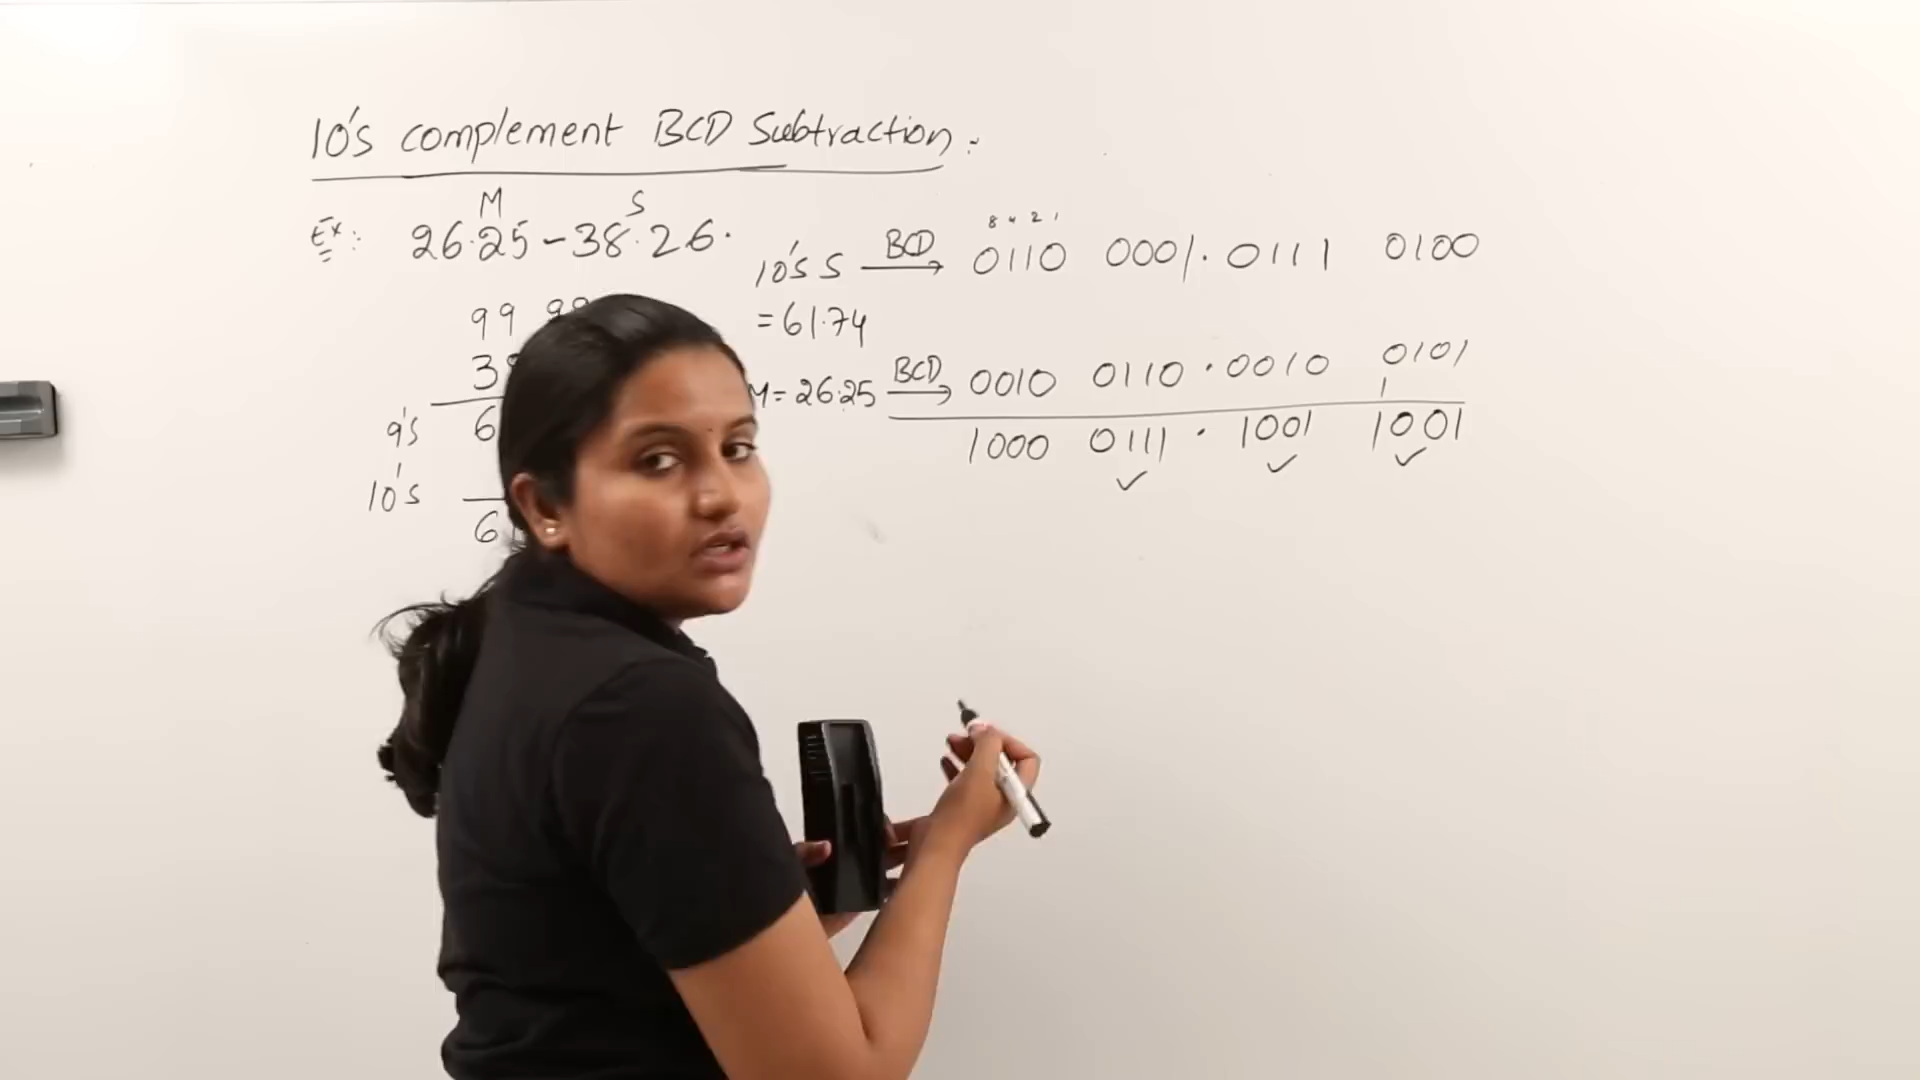 10's complement BCD Subtraction:
M S
Ex: 26.25 - 38.26.
99 99
3
9's 6
10's
6
8 4 2 1
10's S BCD 0110 0001. 0111 0100
= 61.74
M = 26.25 BCD 0010 0110 . 0010 0101
1
1000 0111 . 1001 1001